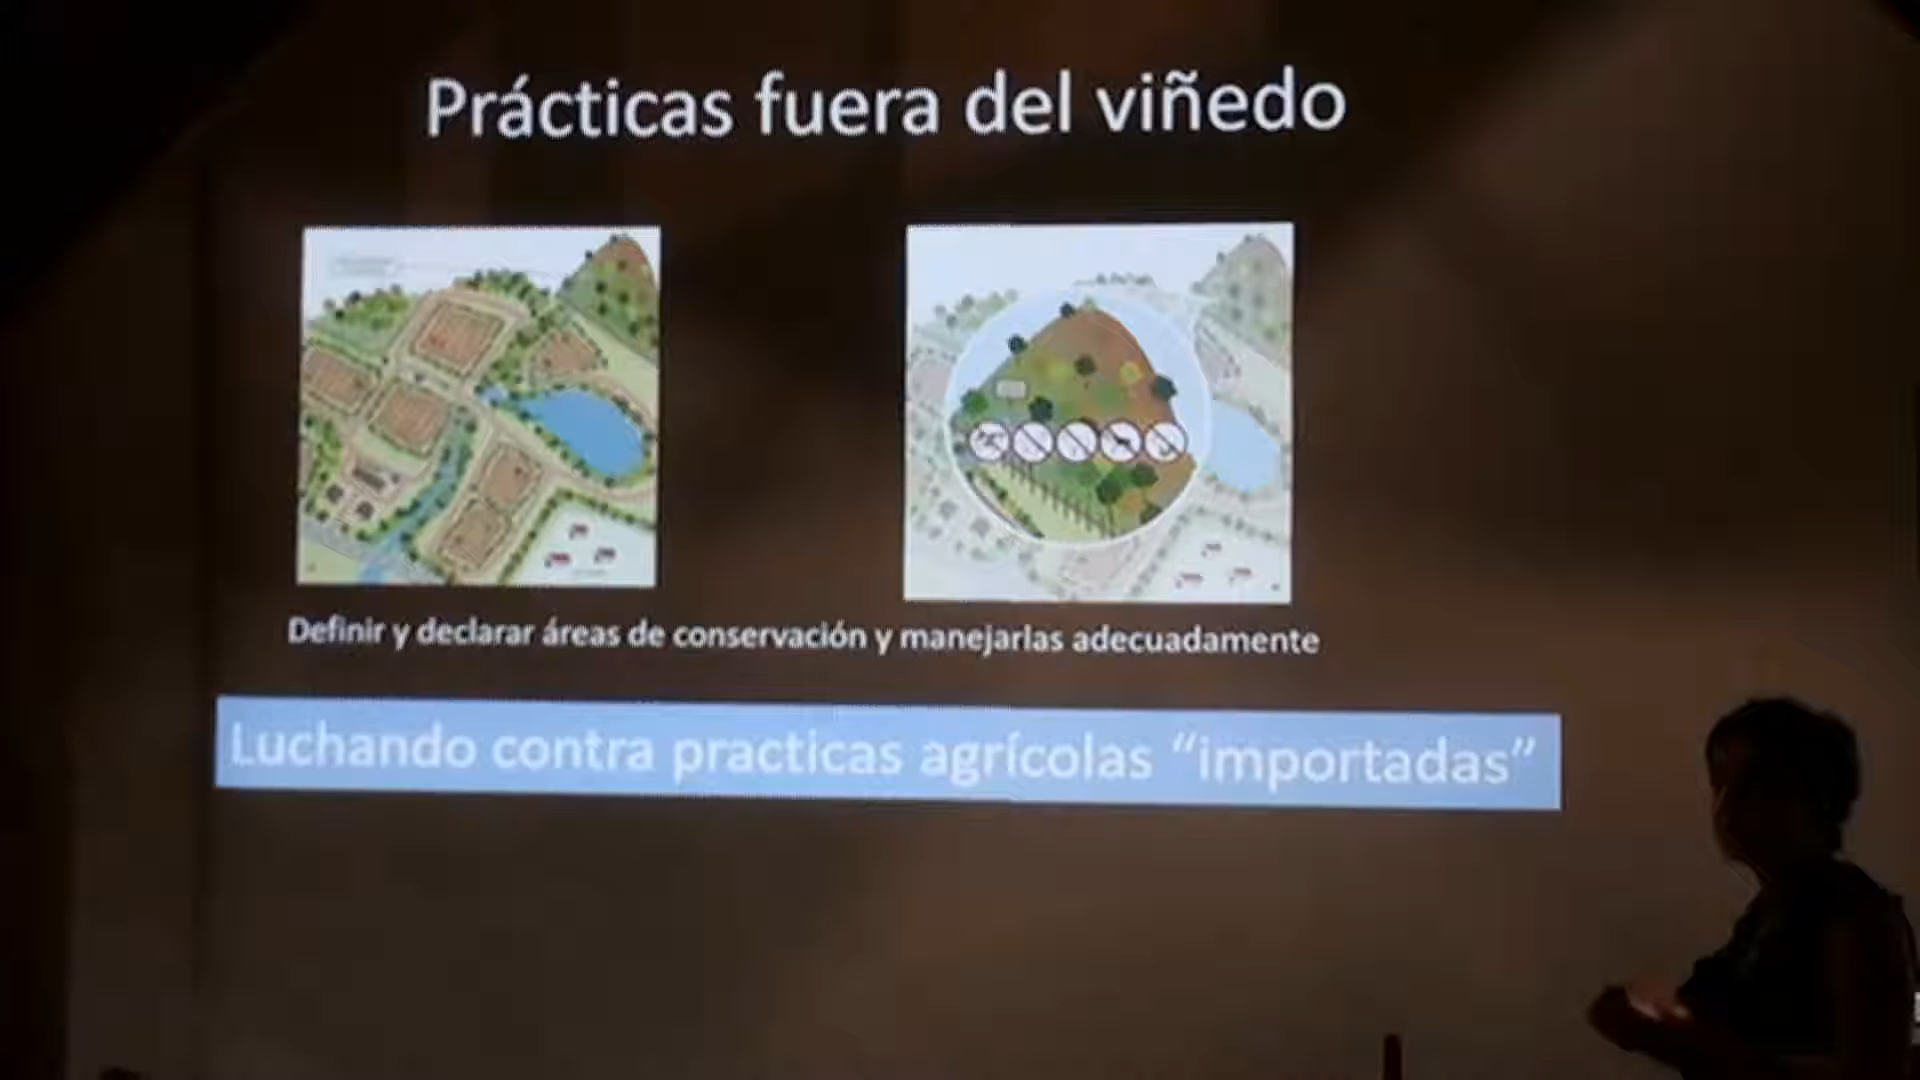 Prácticas fuera del viñedo
Definir y declarar áreas de conservación y manejarlas adecuadamente
Luchando contra practicas agrícolas “importadas”